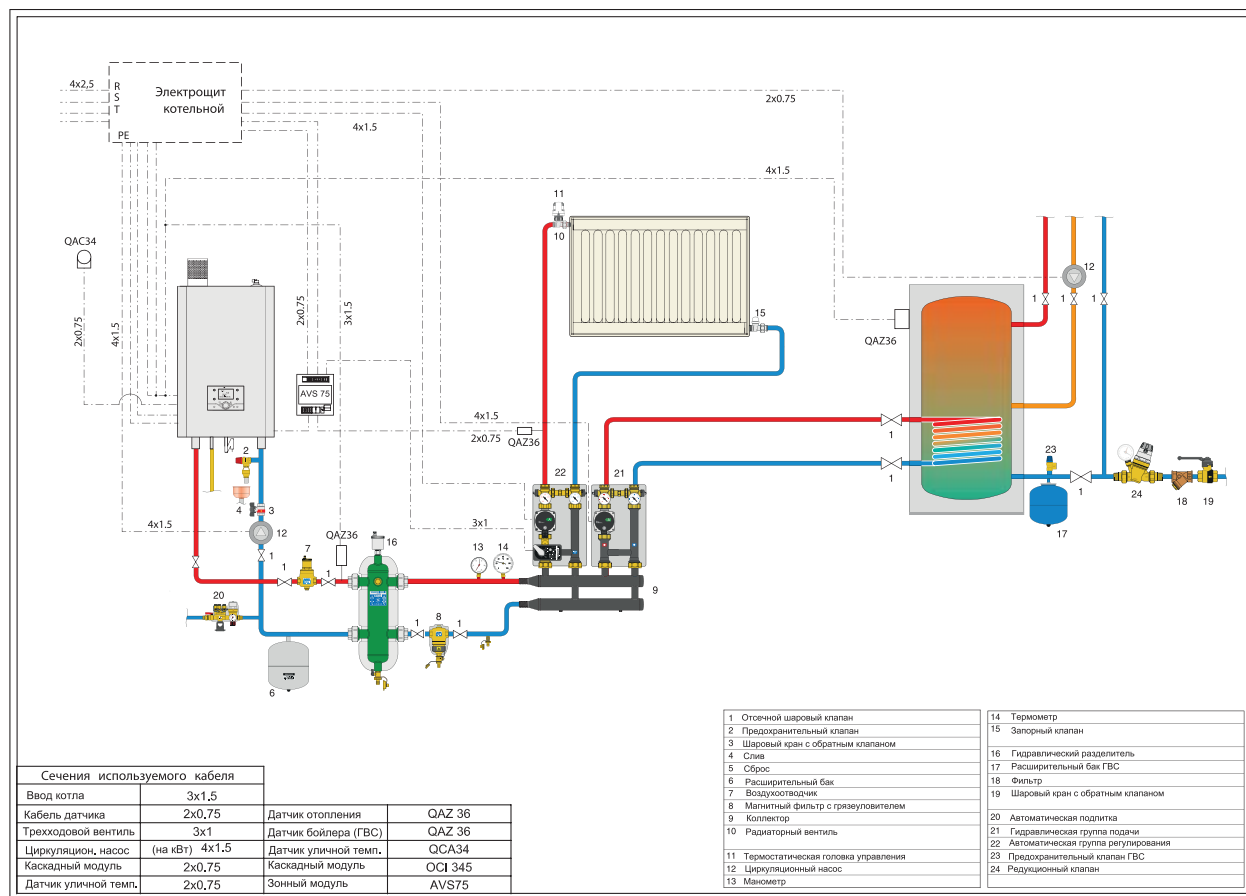 4x2,5
R
S
T
PE
Электрощит
котельной
2x0.75
4x1.5
4x1.5
QAC34
2x0.75
4x1.5
2x0.75
3x1.5
AVS 75
11
10
15
QAZ36
12
1
1
1
4x1.5
2x0.75
QAZ36
1
1
22
21
23
1
24
18
19
17
2
4
3
4x1.5
12
1
QAZ36
16
3x1
13
14
7
1
1
9
20
1
8
1
6
Сечения используемого кабеля
Ввод котла 3x1.5
Кабель датчика 2x0.75 Датчик отопления QAZ 36
Трехходовой вентиль 3x1 Датчик бойлера (ГВС) QAZ 36
Циркуляцион. насос (на кВт) 4x1.5 Датчик уличной темп. QCA34
Каскадный модуль 2x0.75 Каскадный модуль OCI 345
Датчик уличной темп. 2x0.75 Зонный модуль AVS75
1 Отсечной шаровый клапан
2 Предохранительный клапан
3 Шаровый кран с обратным клапаном
4 Слив
5 Сброс
6 Расширительный бак
7 Воздухоотводчик
8 Магнитный фильтр с грязеуловителем
9 Коллектор
10 Радиаторный вентиль
11 Термостатическая головка управления
12 Циркуляционный насос
13 Манометр
14 Термометр
15 Запорный клапан
16 Гидравлический разделитель
17 Расширительный бак ГВС
18 Фильтр
19 Шаровый кран с обратным клапаном
20 Автоматическая подпитка
21 Гидравлическая группа подачи
22 Автоматическая группа регулирования
23 Предохранительный клапан ГВС
24 Редукционный клапан